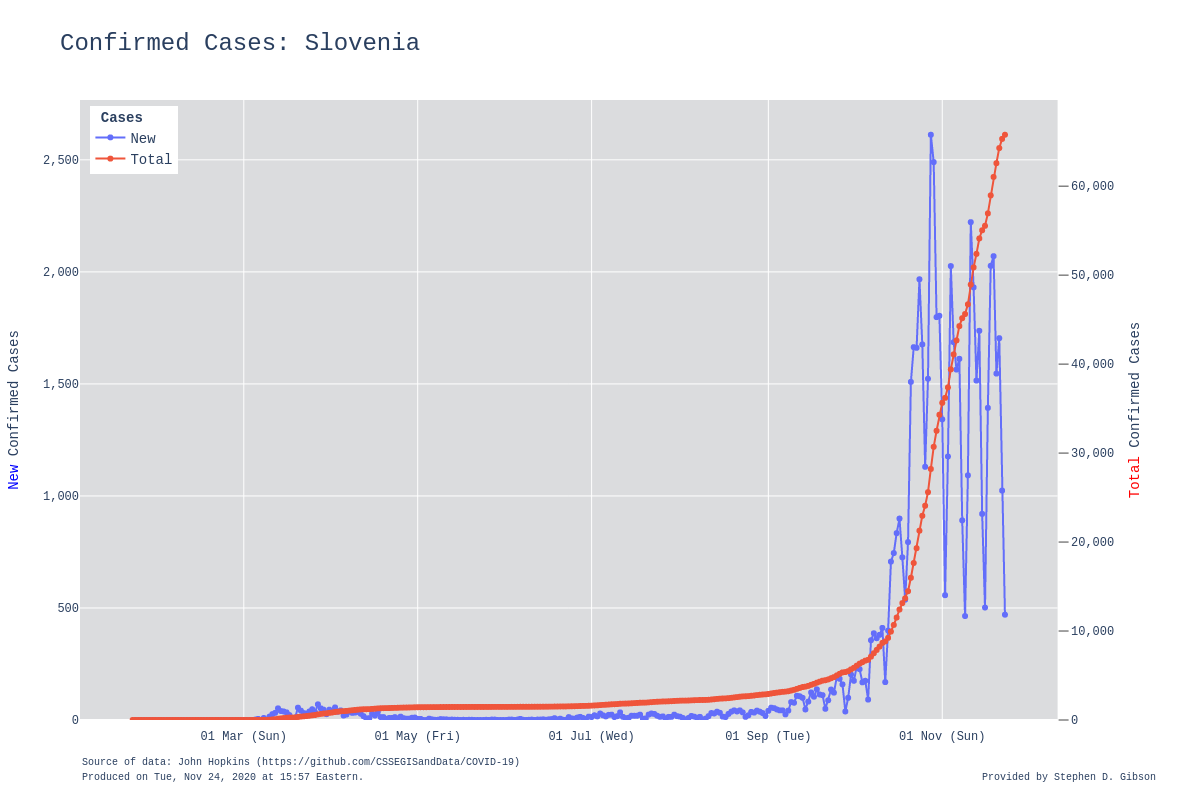 Confirmed Cases: Slovenia
Cases
New
Total
2,500
2,000
1,500
1,000
500
0
New Confirmed Cases
60,000
50,000
40,000
30,000
20,000
10,000
0
Total Confirmed Cases
01 Mar (Sun) 01 May (Fri) 01 Jul (Wed) 01 Sep (Tue) 01 Nov (Sun)
Source of data: John Hopkins (https://github.com/CSSEGISandData/COVID-19)
Produced on Tue, Nov 24, 2020 at 15:57 Eastern.
Provided by Stephen D. Gibson